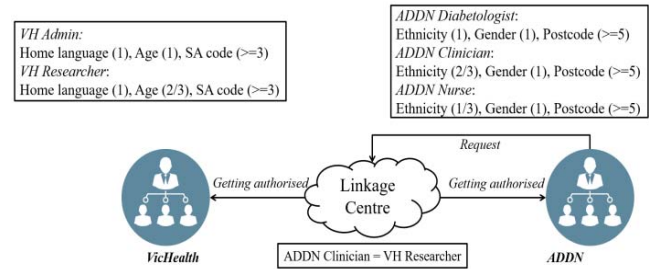 VH Admin:
Home language (1), Age (1), SA code (>=3)
VH Researcher:
Home language (1), Age (2/3), SA code (>=3)
ADDN Diabetologist:
Ethnicity (1), Gender (1), Postcode (>=5)
ADDN Clinician:
Ethnicity (2/3), Gender (1), Postcode (>=5)
ADDN Nurse:
Ethnicity (1/3), Gender (1), Postcode (>=5)
Request
Getting authorised
Linkage
Centre
Getting authorised
VicHealth
ADDN Clinician = VH Researcher
ADDN